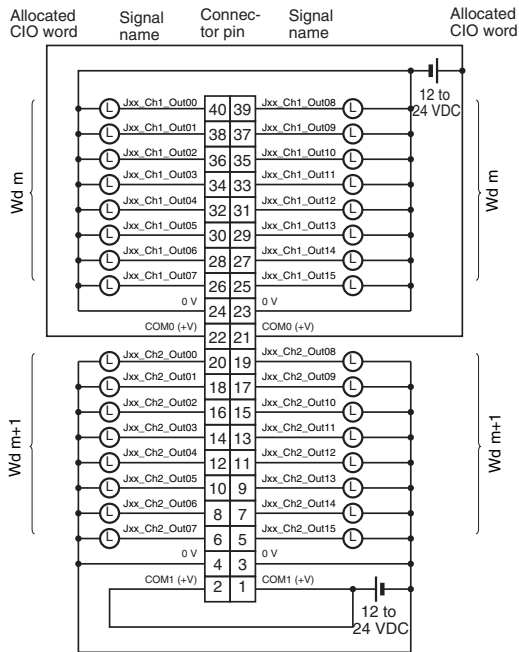 Allocated CIO word
Signal name
Connec-tor pin
Signal name
Allocated CIO word
12 to 24 VDC
Wd m
Wd m
Jxx_Ch1_Out00 40 39 Jxx_Ch1_Out08
L L
Jxx_Ch1_Out01 38 37 Jxx_Ch1_Out09
L L
Jxx_Ch1_Out02 36 35 Jxx_Ch1_Out10
L L
Jxx_Ch1_Out03 34 33 Jxx_Ch1_Out11
L L
Jxx_Ch1_Out04 32 31 Jxx_Ch1_Out12
L L
Jxx_Ch1_Out05 30 29 Jxx_Ch1_Out13
L L
Jxx_Ch1_Out06 28 27 Jxx_Ch1_Out14
L L
Jxx_Ch1_Out07 26 25 Jxx_Ch1_Out15
L L
0 V 24 23 0 V
COM0 (+V) 22 21 COM0 (+V)
Wd m+1
Wd m+1
Jxx_Ch2_Out00 20 19 Jxx_Ch2_Out08
L L
Jxx_Ch2_Out01 18 17 Jxx_Ch2_Out09
L L
Jxx_Ch2_Out02 16 15 Jxx_Ch2_Out10
L L
Jxx_Ch2_Out03 14 13 Jxx_Ch2_Out11
L L
Jxx_Ch2_Out04 12 11 Jxx_Ch2_Out12
L L
Jxx_Ch2_Out05 10 9 Jxx_Ch2_Out13
L L
Jxx_Ch2_Out06 8 7 Jxx_Ch2_Out14
L L
Jxx_Ch2_Out07 6 5 Jxx_Ch2_Out15
L L
0 V 4 3 0 V
COM1 (+V) 2 1 COM1 (+V)
12 to 24 VDC